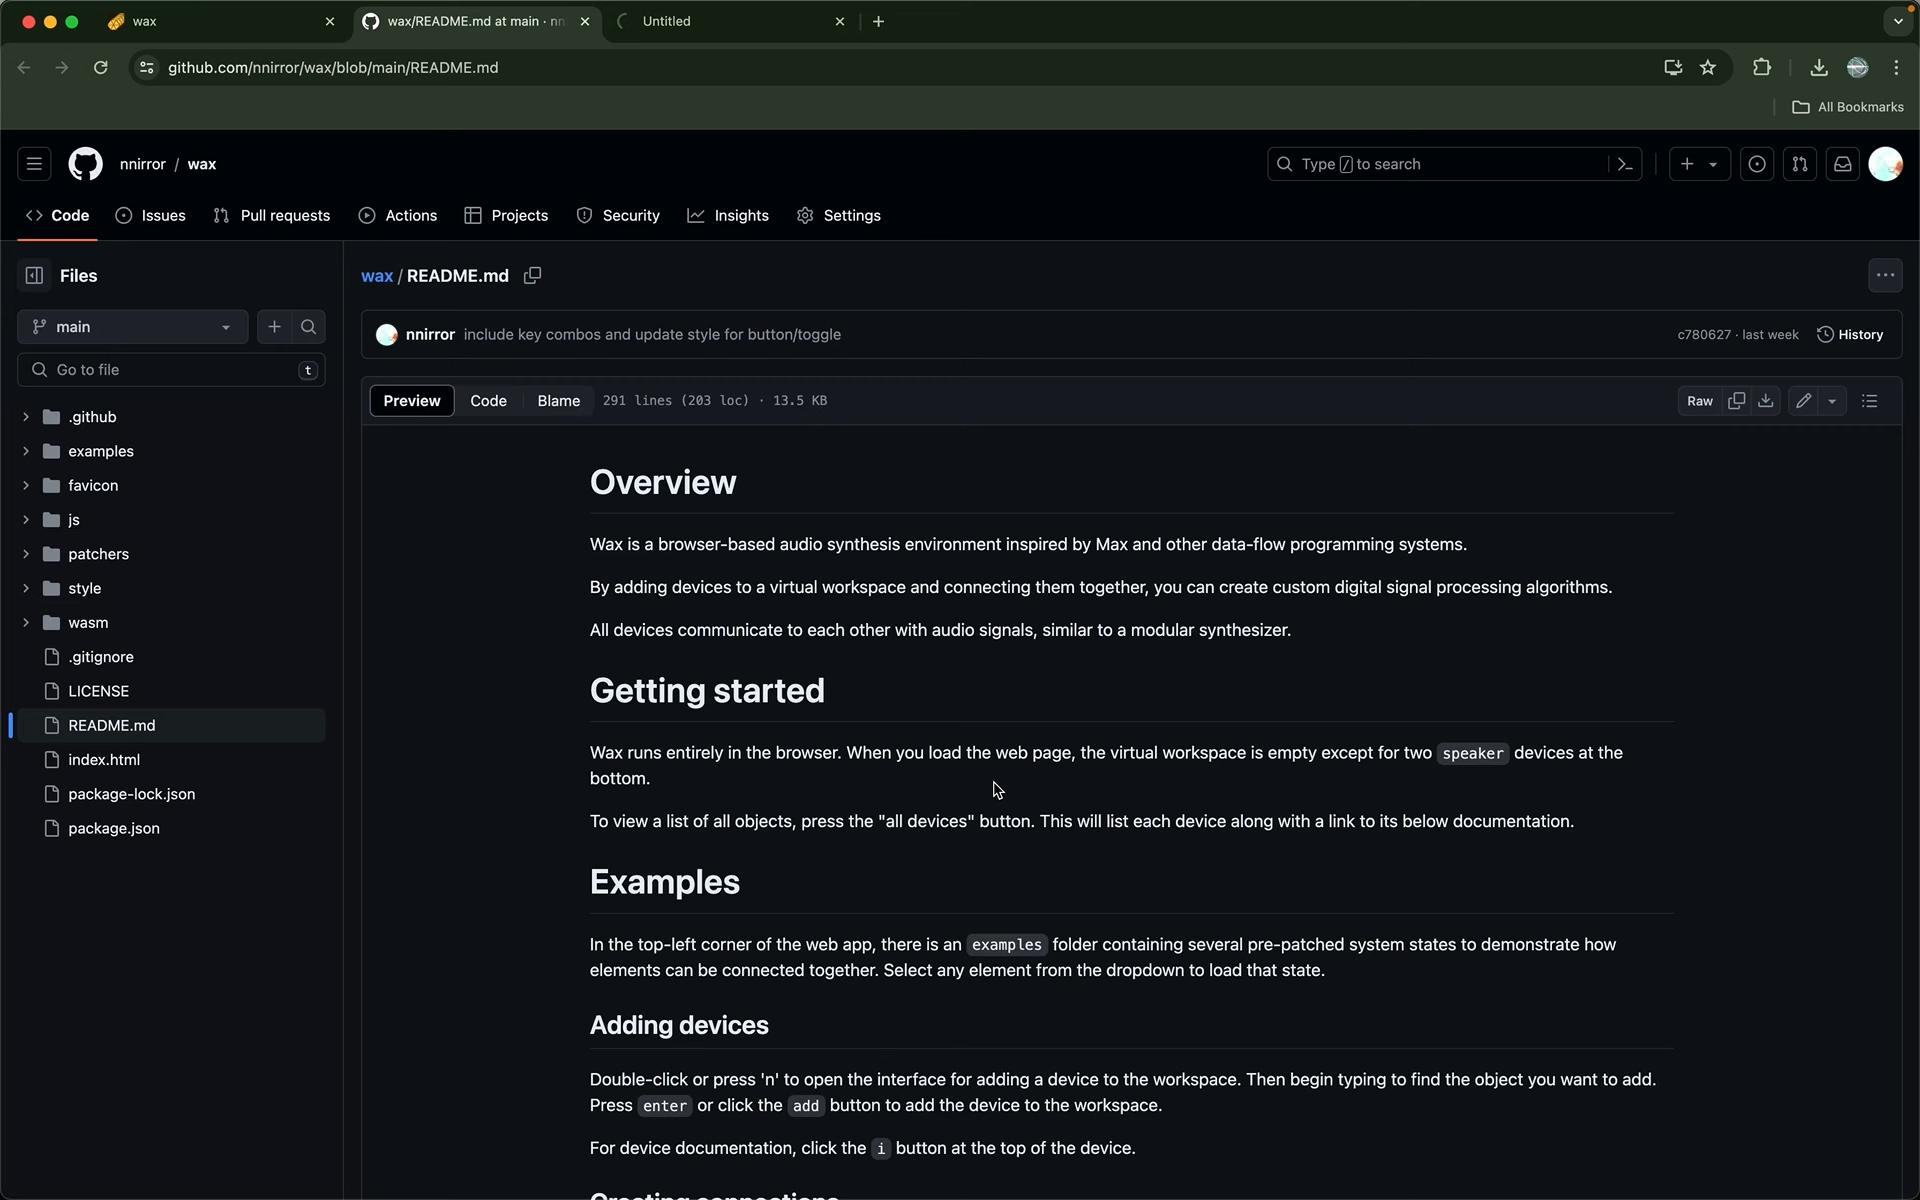 wax
wax/README.md at main · nn
Untitled
github.com/nnirror/wax/blob/main/README.md
All Bookmarks
nnirror / wax
Type / to search
Code
Issues
Pull requests
Actions
Projects
Security
Insights
Settings
Files
wax / README.md
main
nnirror include key combos and update style for button/toggle
c780627 · last week
History
Go to file
t
Preview
Code
Blame
291 lines (203 loc) · 13.5 KB
Raw
.github
examples
favicon
js
patchers
style
wasm
.gitignore
LICENSE
README.md
index.html
package-lock.json
package.json
Overview
Wax is a browser-based audio synthesis environment inspired by Max and other data-flow programming systems.
By adding devices to a virtual workspace and connecting them together, you can create custom digital signal processing algorithms.
All devices communicate to each other with audio signals, similar to a modular synthesizer.
Getting started
Wax runs entirely in the browser. When you load the web page, the virtual workspace is empty except for two speaker devices at the
bottom.
To view a list of all objects, press the "all devices" button. This will list each device along with a link to its below documentation.
Examples
In the top-left corner of the web app, there is an examples folder containing several pre-patched system states to demonstrate how
elements can be connected together. Select any element from the dropdown to load that state.
Adding devices
Double-click or press 'n' to open the interface for adding a device to the workspace. Then begin typing to find the object you want to add.
Press enter or click the add button to add the device to the workspace.
For device documentation, click the i button at the top of the device.
Creating connections